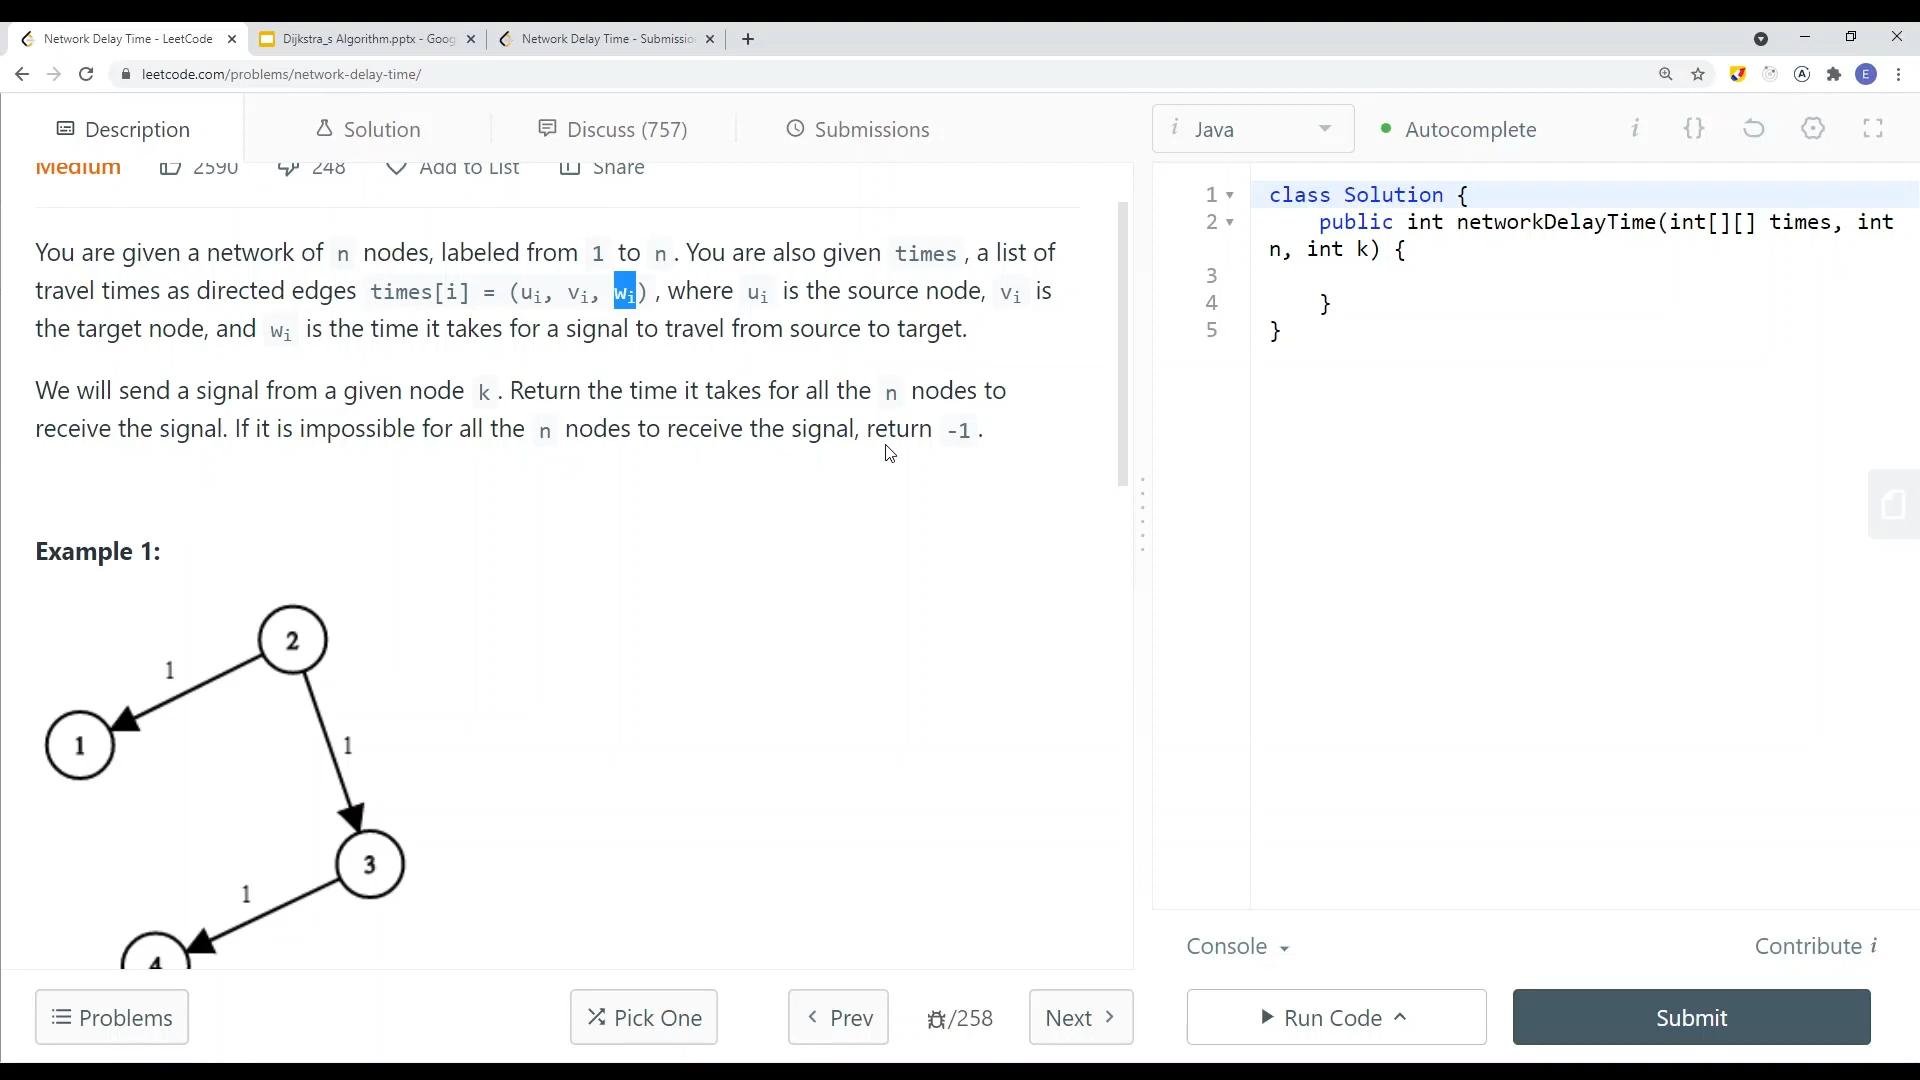 Network Delay Time - LeetCode
Dijkstra_s Algorithm.pptx - Goog
Network Delay Time - Submissio
leetcode.com/problems/network-delay-time/
E
Description
Solution
Discuss (757)
Submissions
i Java
Autocomplete
i {}
Medium 2590 248 Add to List Share
You are given a network of n nodes, labeled from 1 to n. You are also given times, a list of
travel times as directed edges times[i] = (ui, vi, wi), where ui is the source node, vi is
the target node, and wi is the time it takes for a signal to travel from source to target.
We will send a signal from a given node k. Return the time it takes for all the n nodes to
receive the signal. If it is impossible for all the n nodes to receive the signal, return -1.
Example 1:
2
1
1
1
3
1
4
1 class Solution {
2 public int networkDelayTime(int[][] times, int
n, int k) {
3
4 }
5 }
Console
Contribute i
Problems
Pick One
Prev
/258
Next
Run Code
Submit